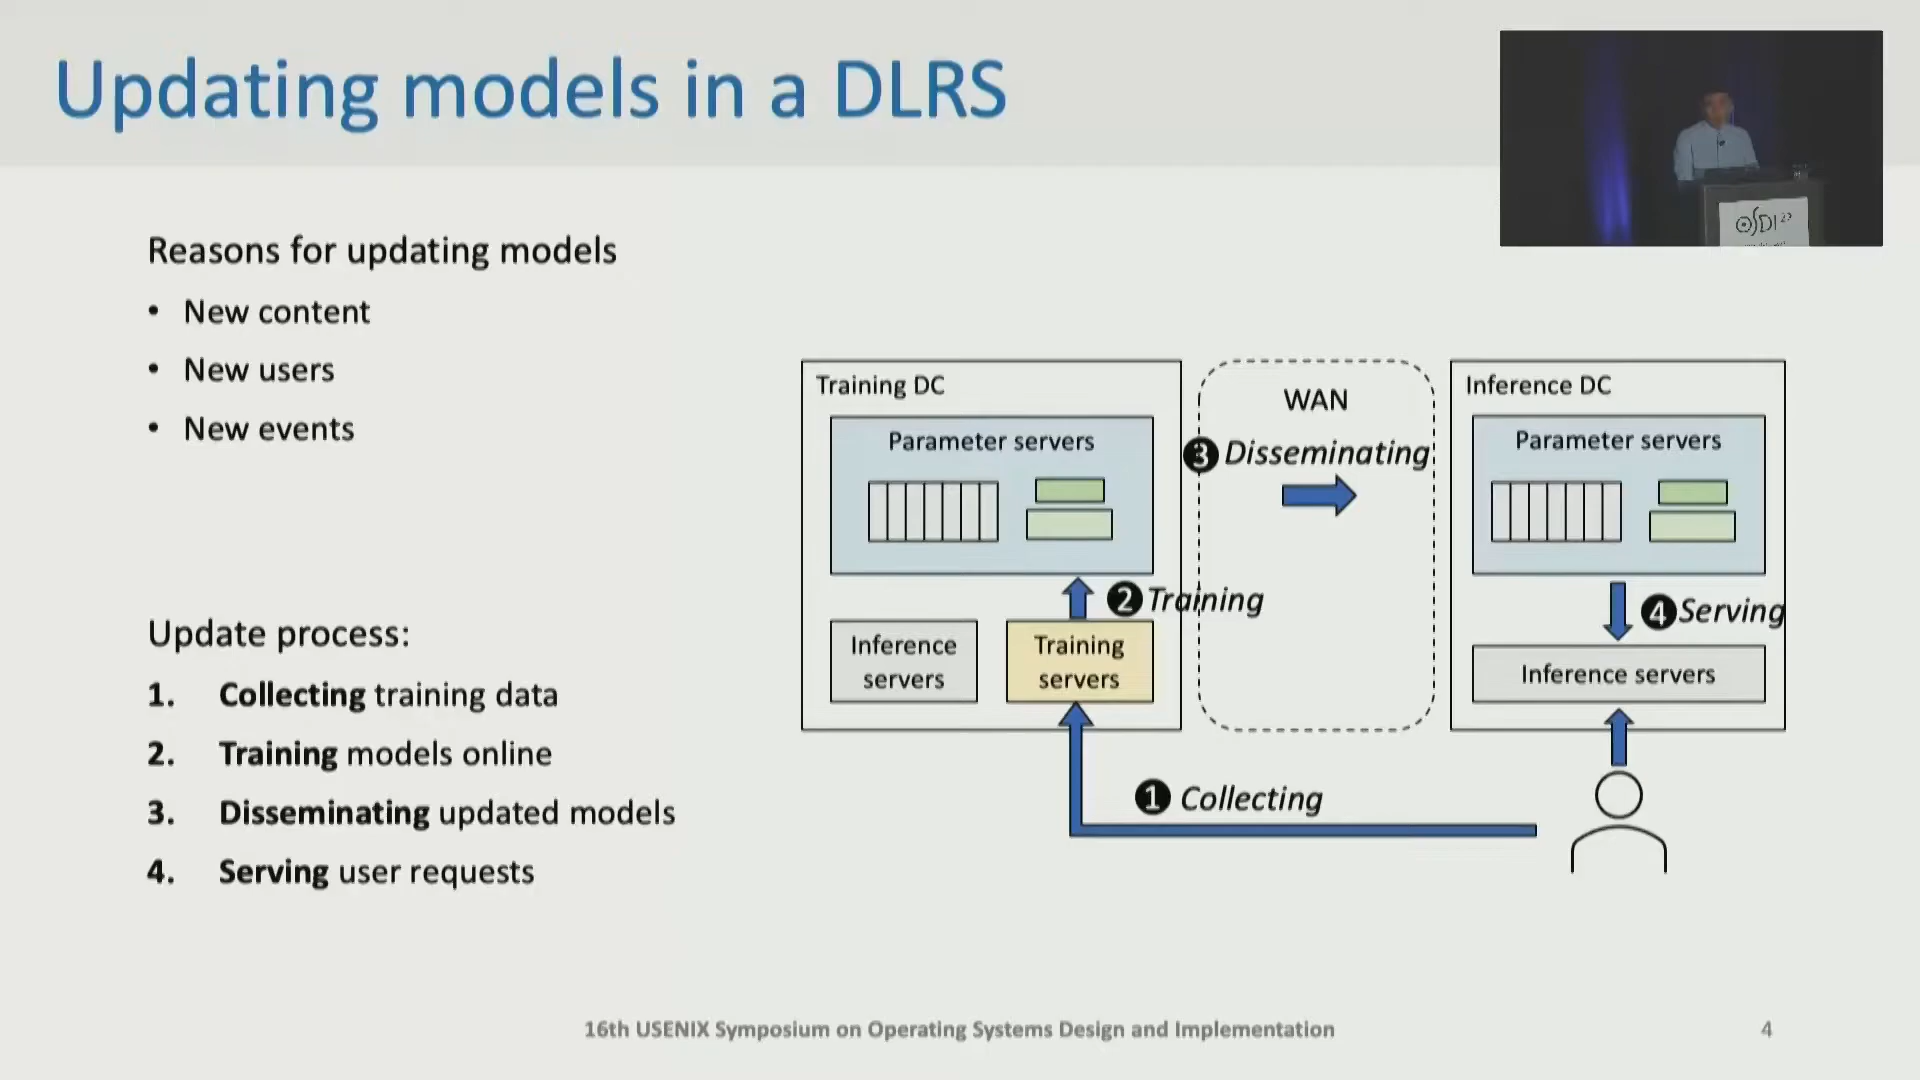 Updating models in a DLRS
OSDI 22
Reasons for updating models
• New content
• New users
• New events
Update process:
1. Collecting training data
2. Training models online
3. Disseminating updated models
4. Serving user requests
Training DC
Parameter servers
Inference
servers
Training
servers
❷ Training
WAN
❸ Disseminating
Inference DC
Parameter servers
❹ Serving
Inference servers
❶ Collecting
16th USENIX Symposium on Operating Systems Design and Implementation
4